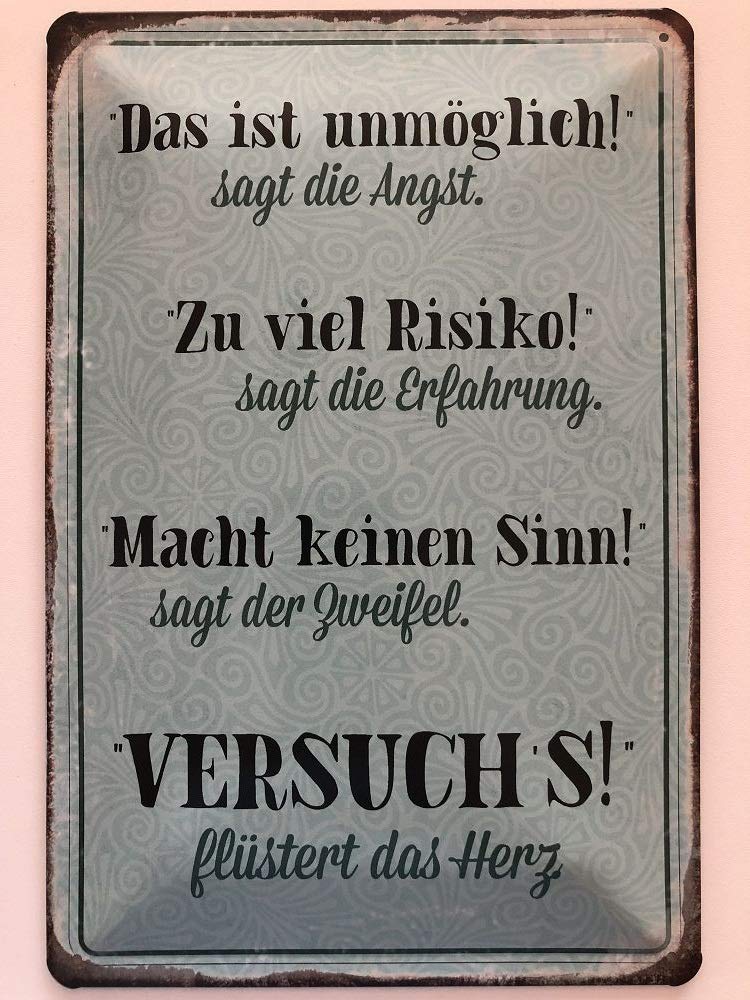 "Das ist unmöglich!"
sagt die Angst.
"Zu viel Risiko!"
sagt die Erfahrung.
"Macht keinen Sinn!"
sagt der Zweifel.
"VERSUCH'S!"
flüstert das Herz.